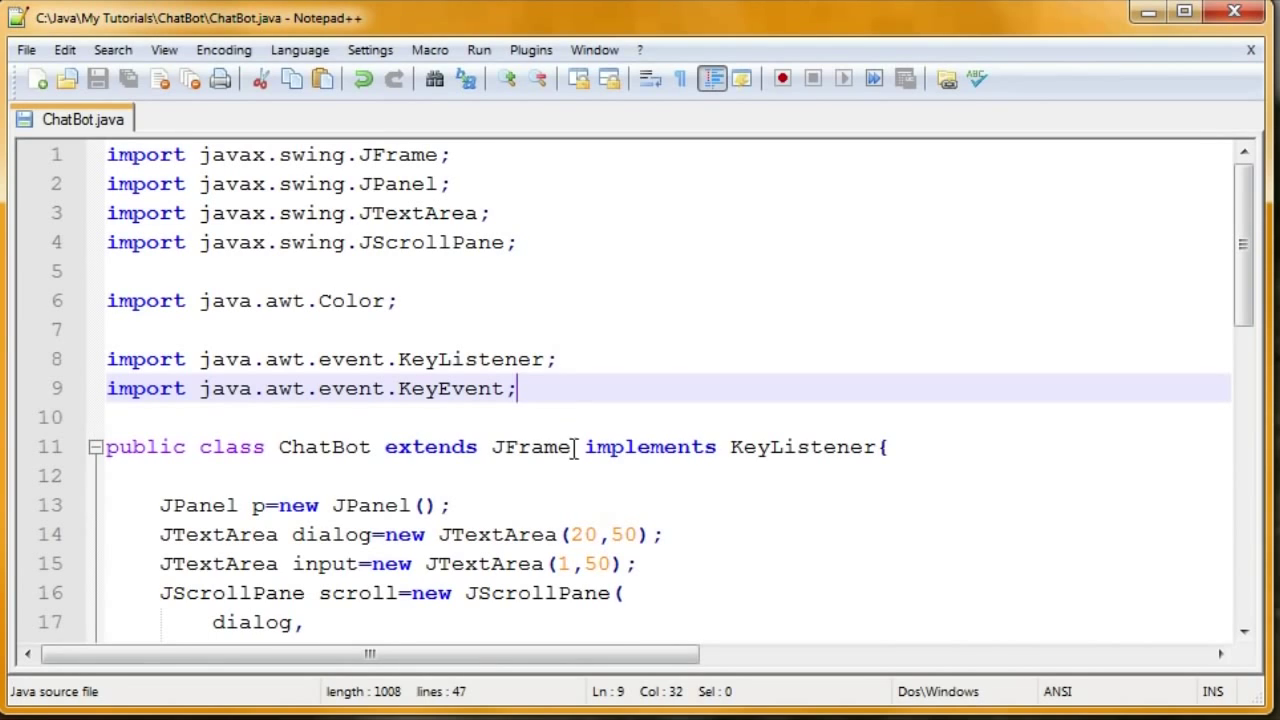 C:\Java\My Tutorials\ChatBot\ChatBot.java - Notepad++
File Edit Search View Encoding Language Settings Macro Run Plugins Window ? X
ABC
ChatBot.java
1 import javax.swing.JFrame;
2 import javax.swing.JPanel;
3 import javax.swing.JTextArea;
4 import javax.swing.JScrollPane;
5
6 import java.awt.Color;
7
8 import java.awt.event.KeyListener;
9 import java.awt.event.KeyEvent;
10
11 public class ChatBot extends JFrame implements KeyListener{
12
13 JPanel p=new JPanel();
14 JTextArea dialog=new JTextArea(20,50);
15 JTextArea input=new JTextArea(1,50);
16 JScrollPane scroll=new JScrollPane(
17 dialog,
Java source file length : 1008 lines : 47 Ln : 9 Col : 32 Sel : 0 Dos\Windows ANSI INS